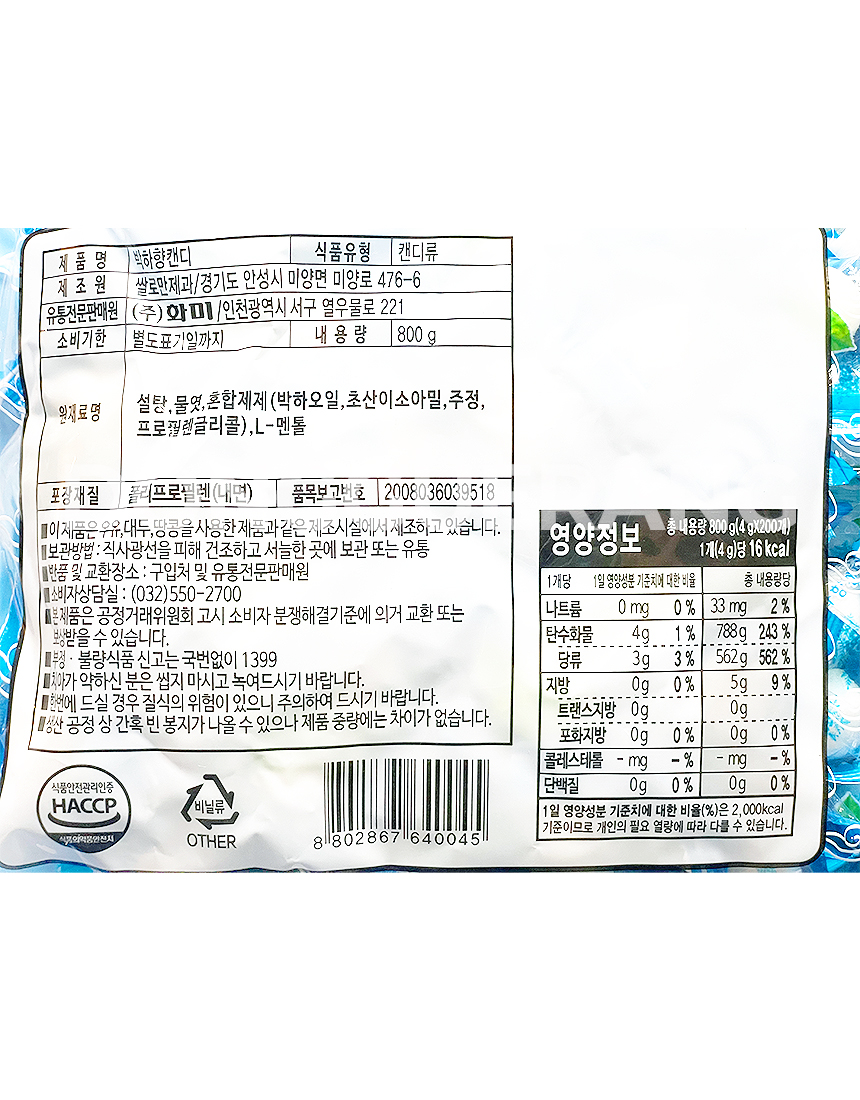 제 품 명 박하향캔디 식품유형 캔디류
제 조 원 쌀로만제과/경기도 안성시 미양면 미양로 476-6
유통전문판매원 (주)화미/인천광역시 서구 열우물로 221
소비기한 별도표기일까지 내 용 량 800 g
원재료명 설탕,물엿,혼합제제(박하오일,초산이소아밀,주정,
프로필렌글리콜),L-멘톨
포장재질 폴리프로필렌(내면) 품목보고번호 2008036039518
■이 제품은 우유,대두,땅콩을 사용한 제품과 같은 제조시설에서 제조하고 있습니다.
■보관방법 : 직사광선을 피해 건조하고 서늘한 곳에 보관 또는 유통
■반품 및 교환장소 : 구입처 및 유통전문판매원
■소비자상담실 : (032)550-2700
■본 제품은 공정거래위원회 고시 소비자 분쟁해결기준에 의거 교환 또는
보상받을 수 있습니다.
■부정 · 불량식품 신고는 국번없이 1399
■치아가 약하신 분은 씹지 마시고 녹여드시기 바랍니다.
■한번에 드실 경우 질식의 위험이 있으니 주의하여 드시기 바랍니다.
■생산 공정 상 간혹 빈 봉지가 나올 수 있으나 제품 중량에는 차이가 없습니다.
식품안전관리인증
HACCP
식품의약품안전처
비닐류
OTHER
8 802867 640045
영양정보 총 내용량 800 g(4 gX200개)
1개(4 g)당 16 kcal
1개당 1일 영양성분 기준치에 대한 비율 총 내용량당
나트륨 0 mg 0 % 33 mg 2 %
탄수화물 4g 1 % 788g 243 %
당류 3g 3 % 562g 562 %
지방 0g 0 % 5g 9 %
트랜스지방 0g 0g
포화지방 0g 0 % 0g 0 %
콜레스테롤 - mg - % - mg - %
단백질 0g 0 % 0g 0 %
1일 영양성분 기준치에 대한 비율(%)은 2,000kcal
기준이므로 개인의 필요 열량에 따라 다를 수 있습니다.